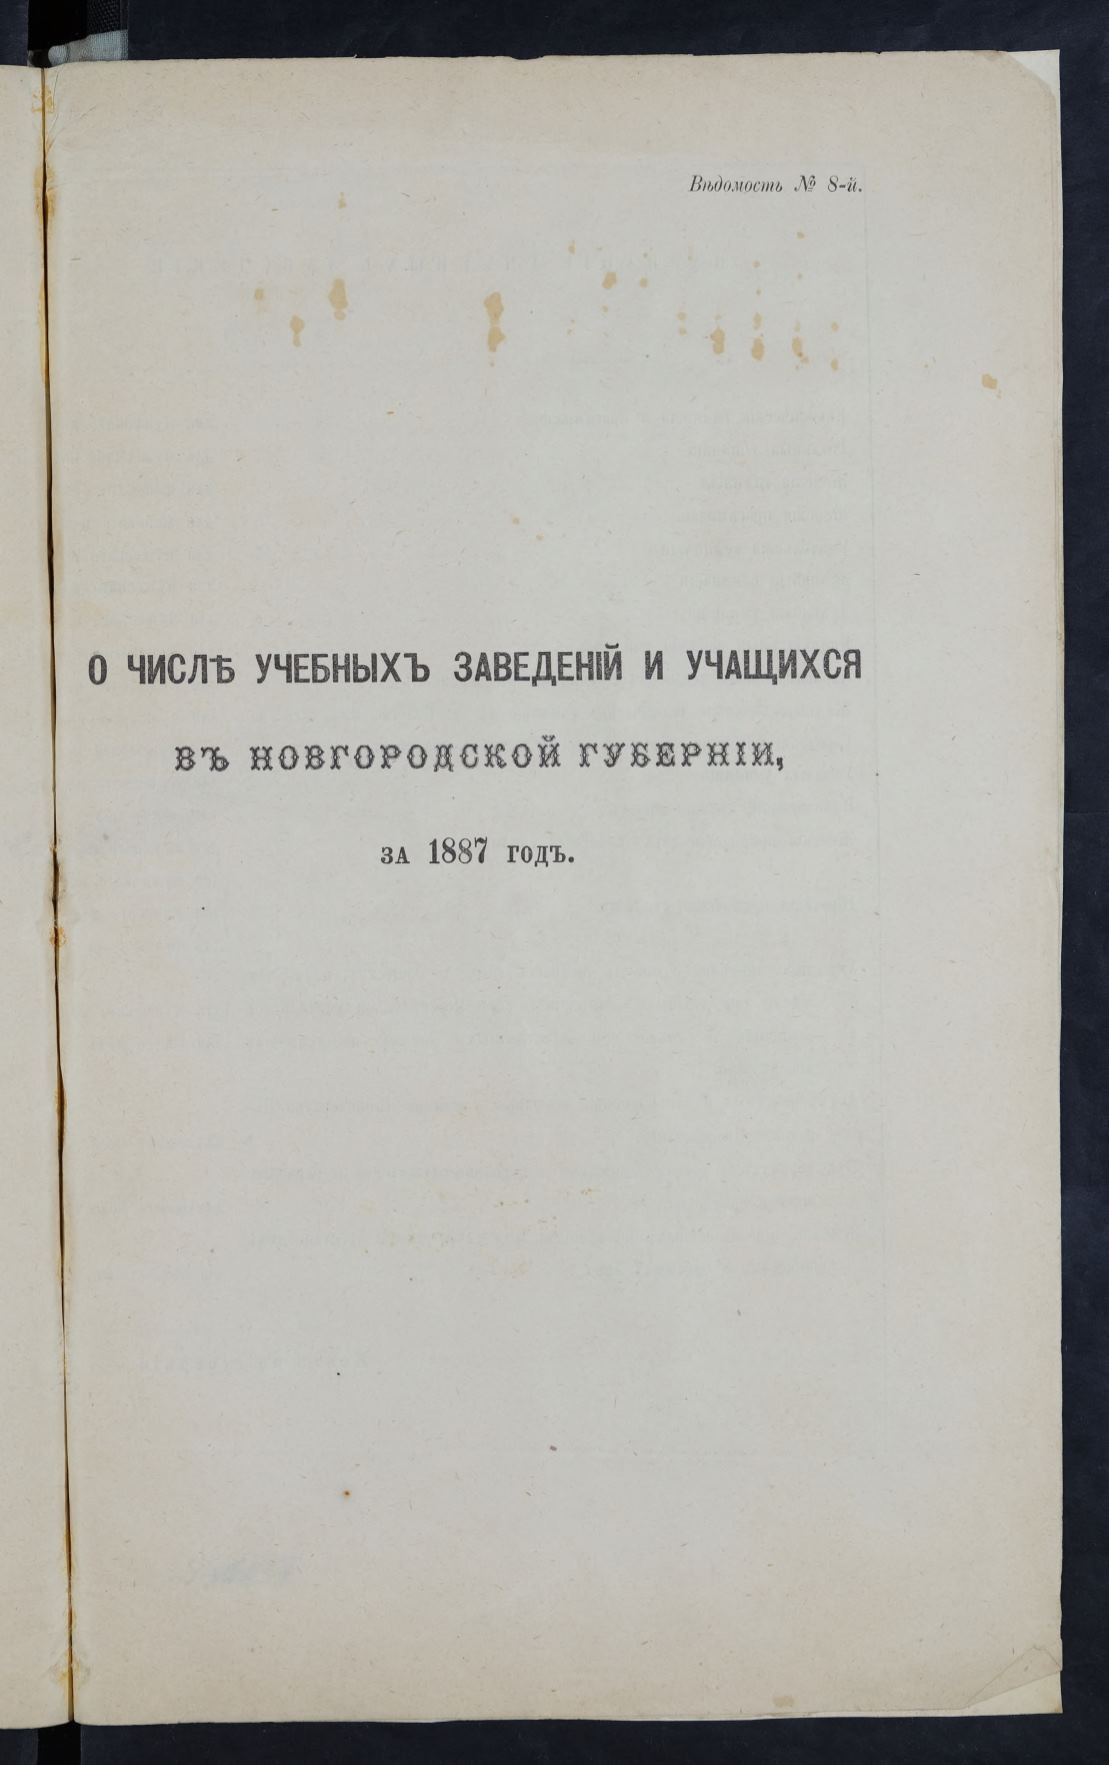 Вѣдомость № 8-й.
О ЧИСЛѢ УЧЕБНЫХЪ ЗАВЕДЕНІЙ И УЧАЩИХСЯ
ВЪ НОВГОРОДСКОЙ ГУБЕРНІИ,
ЗА 1887 ГОДЪ.